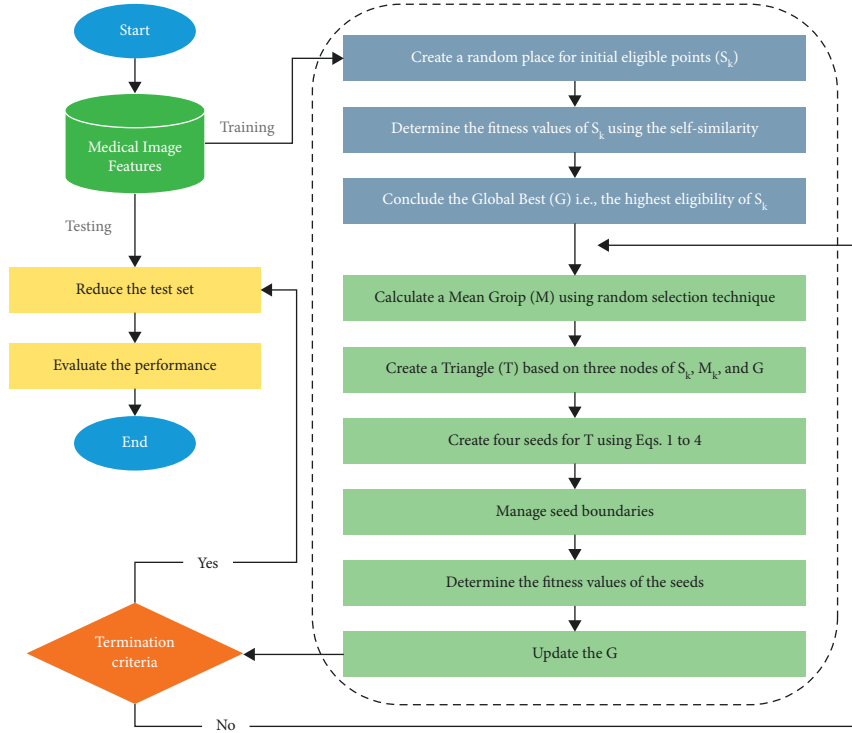 Start
Medical Image
Features
Training
Testing
Reduce the test set
Evaluate the performance
End
Yes
Termination
criteria
No
Create a random place for initial eligible points (Sk)
Determine the fitness values of Sk using the self-similarity
Conclude the Global Best (G) i.e., the highest eligibility of Sk
Calculate a Mean Groip (M) using random selection technique
Create a Triangle (T) based on three nodes of Sk, Mk, and G
Create four seeds for T using Eqs. 1 to 4
Manage seed boundaries
Determine the fitness values of the seeds
Update the G